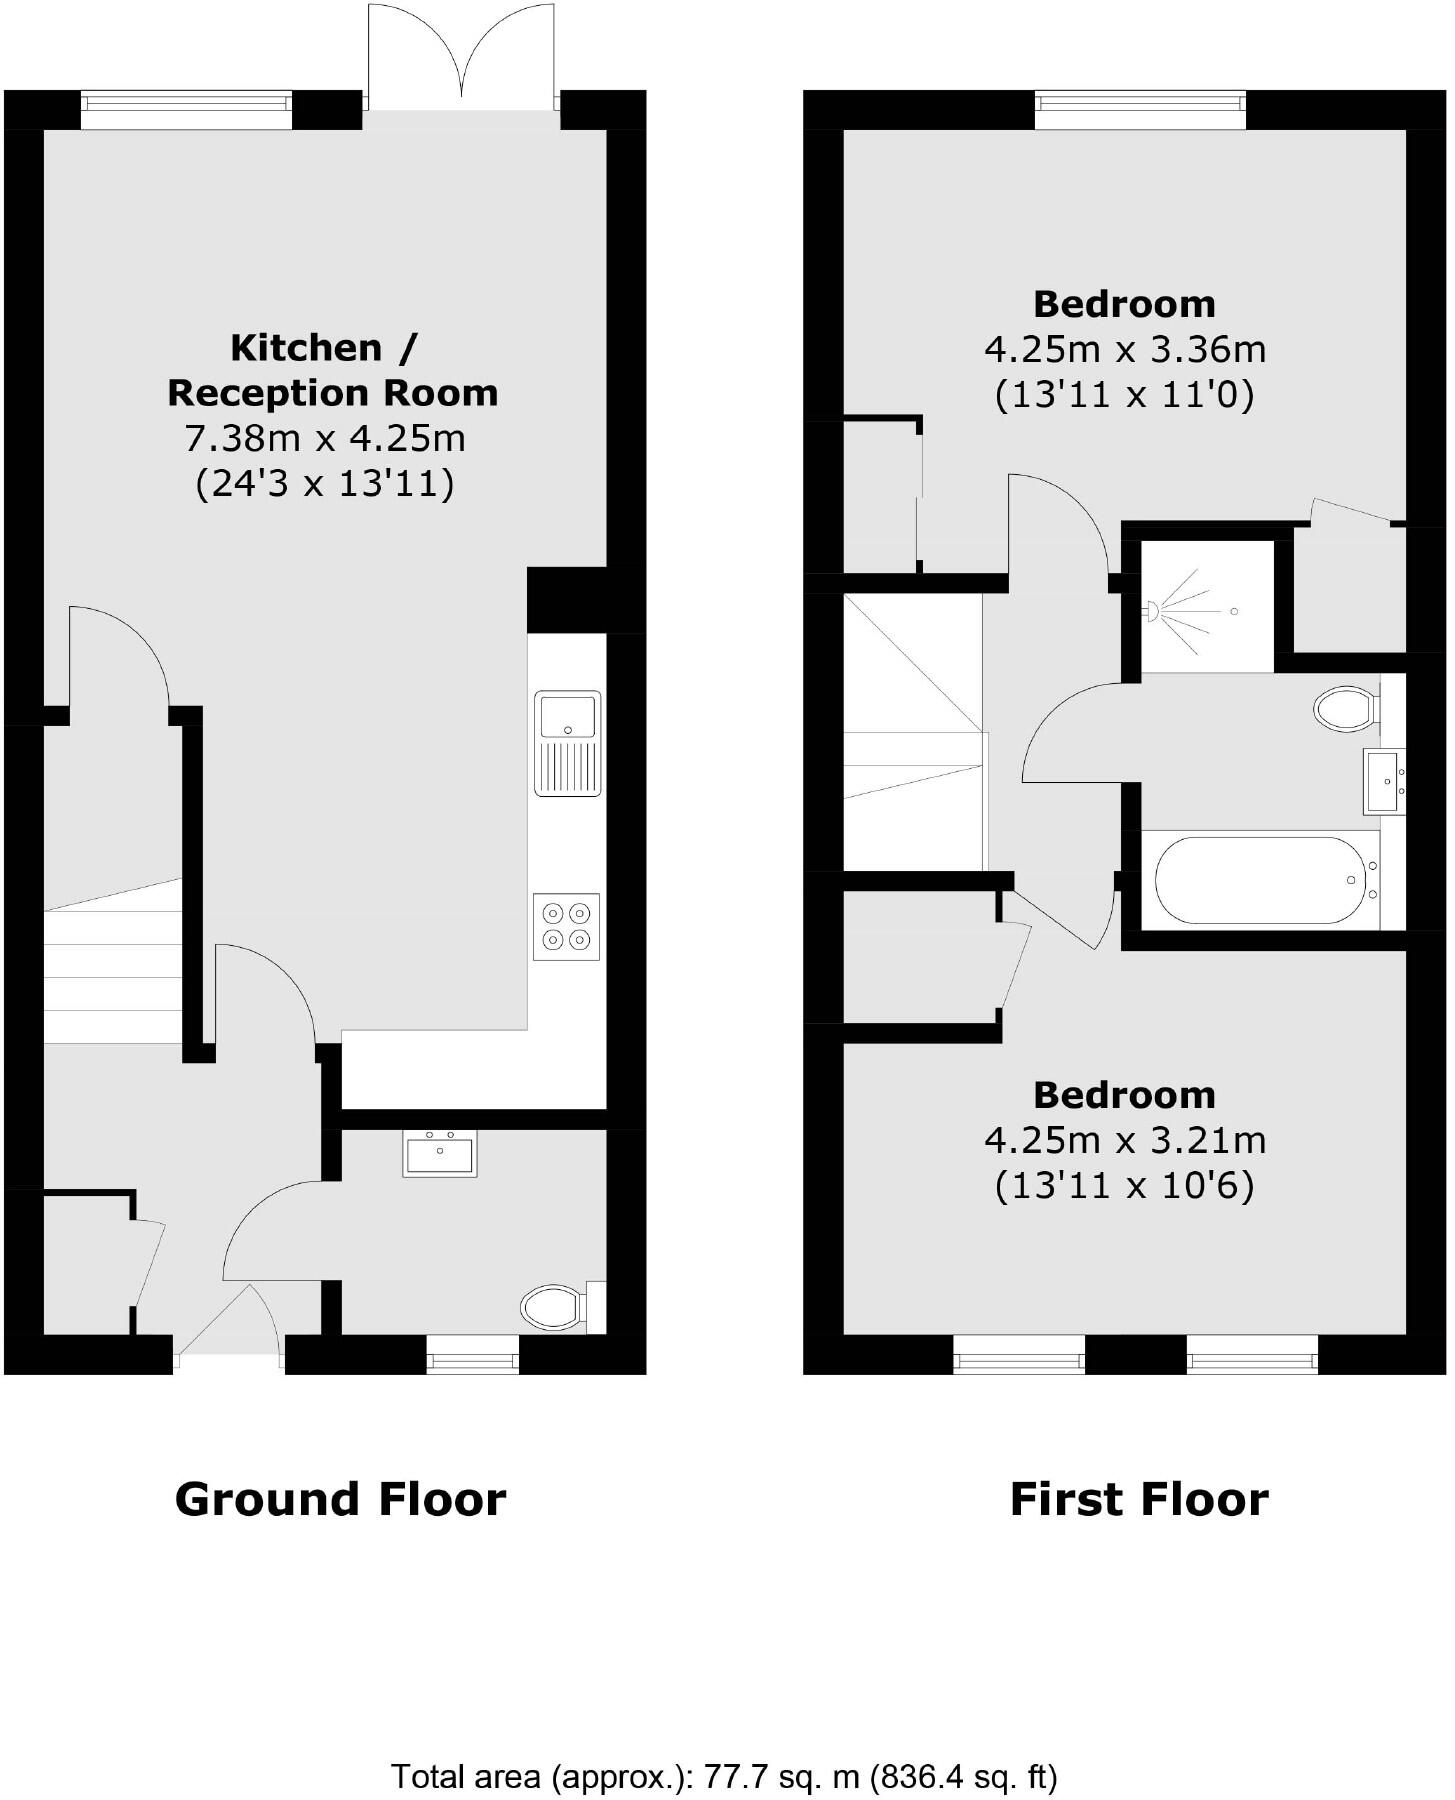 Kitchen /
Reception Room
7.38m x 4.25m
(24'3 x 13'11)
Bedroom
4.25m x 3.36m
(13'11 x 11'0)
Bedroom
4.25m x 3.21m
(13'11 x 10'6)
Ground Floor
First Floor
Total area (approx.): 77.7 sq. m (836.4 sq. ft)